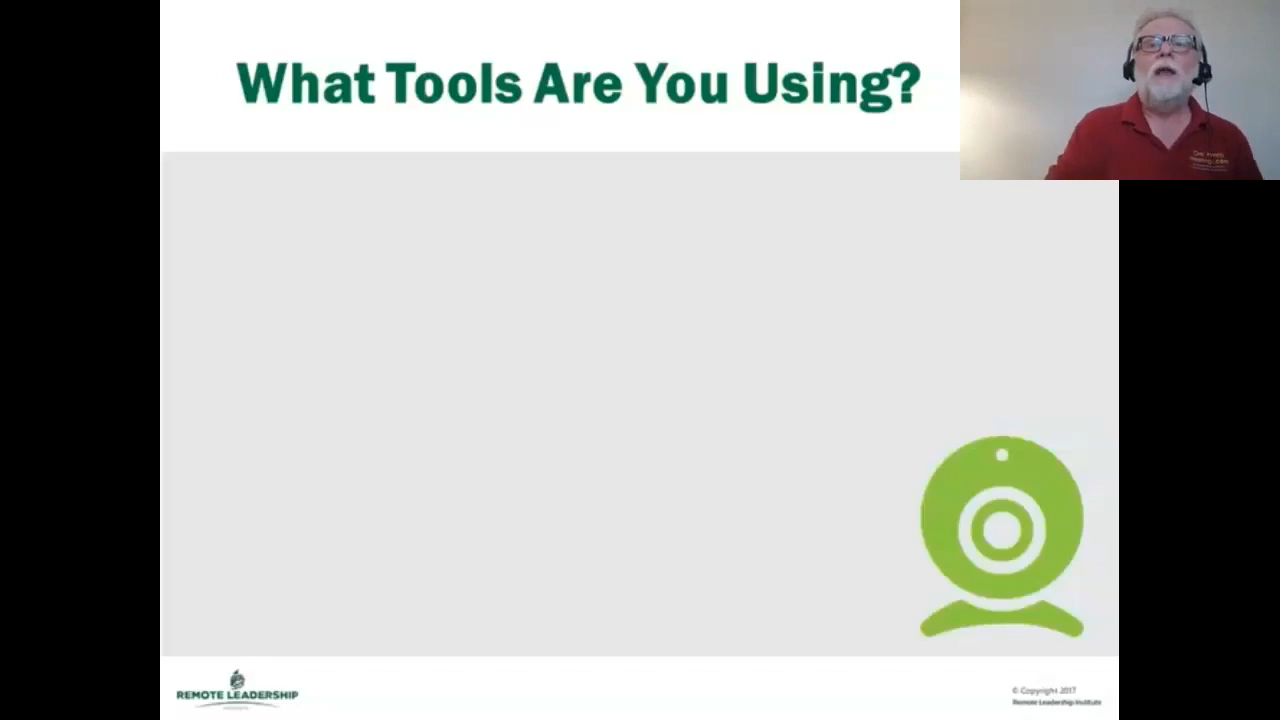 What Tools Are You Using?
REMOTE LEADERSHIP
© Copyright 2017
Remote Leadership Institute